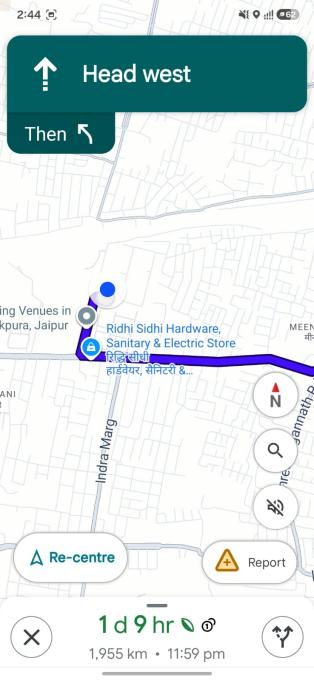 2:44
62
Head west
Then
ing Venues in
kpura, Jaipur
Ridhi Sidhi Hardware,
Sanitary & Electric Store
रिद्धि सीधी
हार्डवेयर, सैनिटरी &...
MEEN
मी
ANI
Indra Marg
N
Re-centre
Report
1 d 9 hr
1,955 km • 11:59 pm